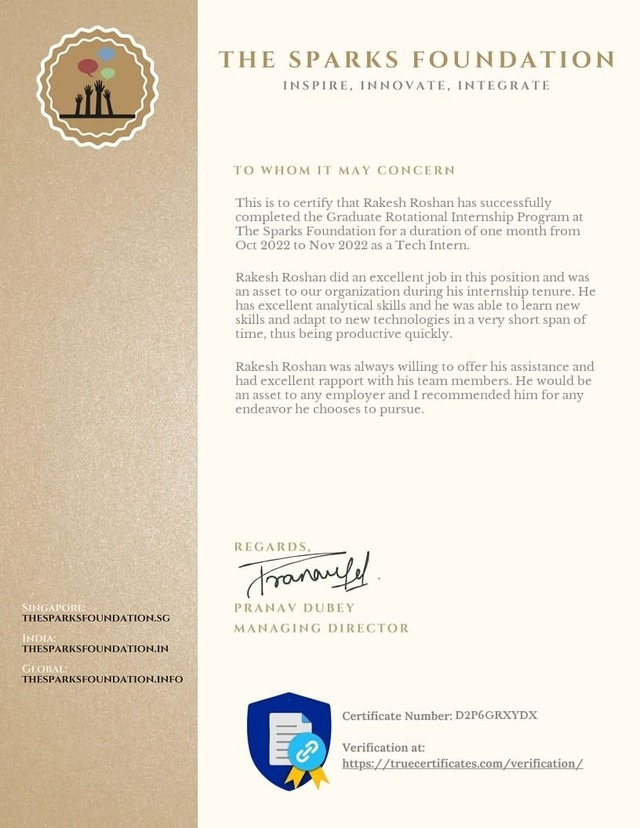 THE SPARKS FOUNDATION
INSPIRE, INNOVATE, INTEGRATE
TO WHOM IT MAY CONCERN
This is to certify that Rakesh Roshan has successfully
completed the Graduate Rotational Internship Program at
The Sparks Foundation for a duration of one month from
Oct 2022 to Nov 2022 as a Tech Intern.
Rakesh Roshan did an excellent job in this position and was
an asset to our organization during his internship tenure. He
has excellent analytical skills and he was able to learn new
skills and adapt to new technologies in a very short span of
time, thus being productive quickly.
Rakesh Roshan was always willing to offer his assistance and
had excellent rapport with his team members. He would be
an asset to any employer and I recommended him for any
endeavor he chooses to pursue.
REGARDS,
PRANAV DUBEY
MANAGING DIRECTOR
SINGAPORE:
THESPARKSFOUNDATION.SG
INDIA:
THESPARKSFOUNDATION.IN
GLOBAL:
THESPARKSFOUNDATION.INFO
Certificate Number: D2P6GRXYDX
Verification at:
https://truecertificates.com/verification/